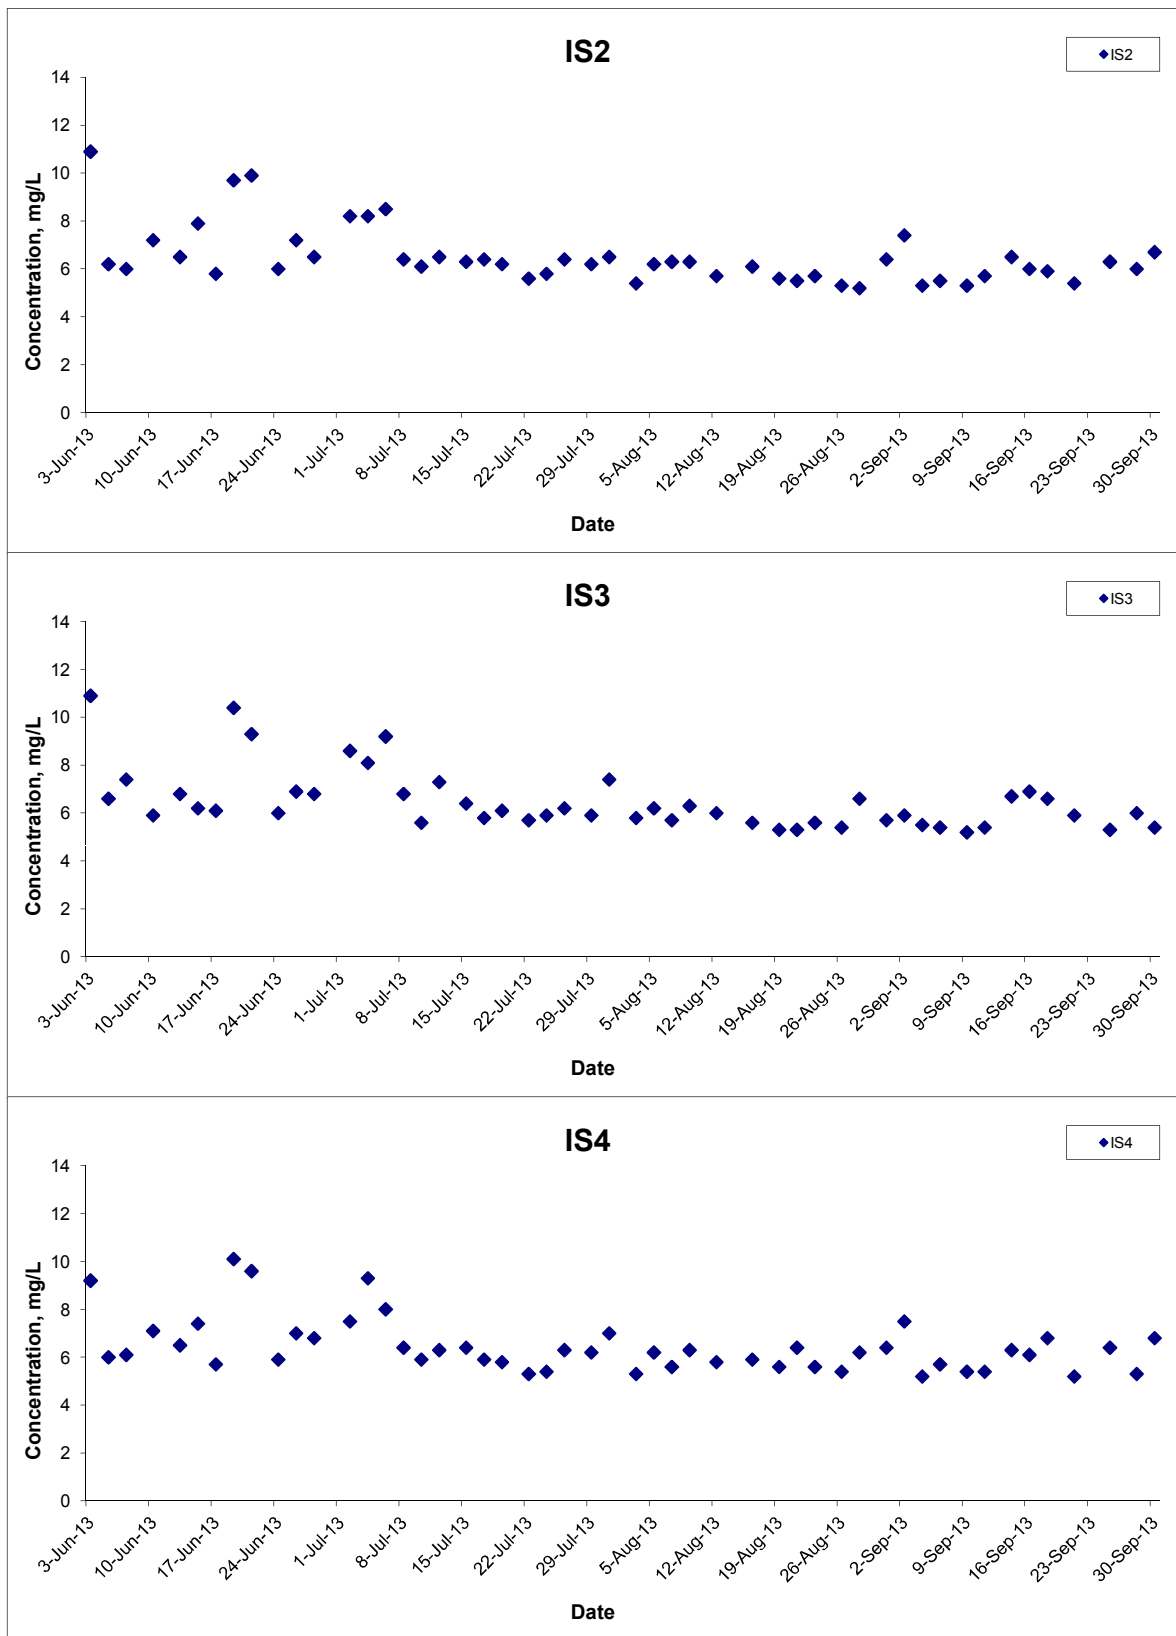 IS2
IS2
14
12
10
8
6
4
2
0
Concentration, mg/L
3-Jun-13
10-Jun-13
17-Jun-13
24-Jun-13
1-Jul-13
8-Jul-13
15-Jul-13
22-Jul-13
29-Jul-13
5-Aug-13
12-Aug-13
19-Aug-13
26-Aug-13
2-Sep-13
9-Sep-13
16-Sep-13
23-Sep-13
30-Sep-13
Date
IS3
IS3
14
12
10
8
6
4
2
0
Concentration, mg/L
3-Jun-13
10-Jun-13
17-Jun-13
24-Jun-13
1-Jul-13
8-Jul-13
15-Jul-13
22-Jul-13
29-Jul-13
5-Aug-13
12-Aug-13
19-Aug-13
26-Aug-13
2-Sep-13
9-Sep-13
16-Sep-13
23-Sep-13
30-Sep-13
Date
IS4
IS4
14
12
10
8
6
4
2
0
Concentration, mg/L
3-Jun-13
10-Jun-13
17-Jun-13
24-Jun-13
1-Jul-13
8-Jul-13
15-Jul-13
22-Jul-13
29-Jul-13
5-Aug-13
12-Aug-13
19-Aug-13
26-Aug-13
2-Sep-13
9-Sep-13
16-Sep-13
23-Sep-13
30-Sep-13
Date